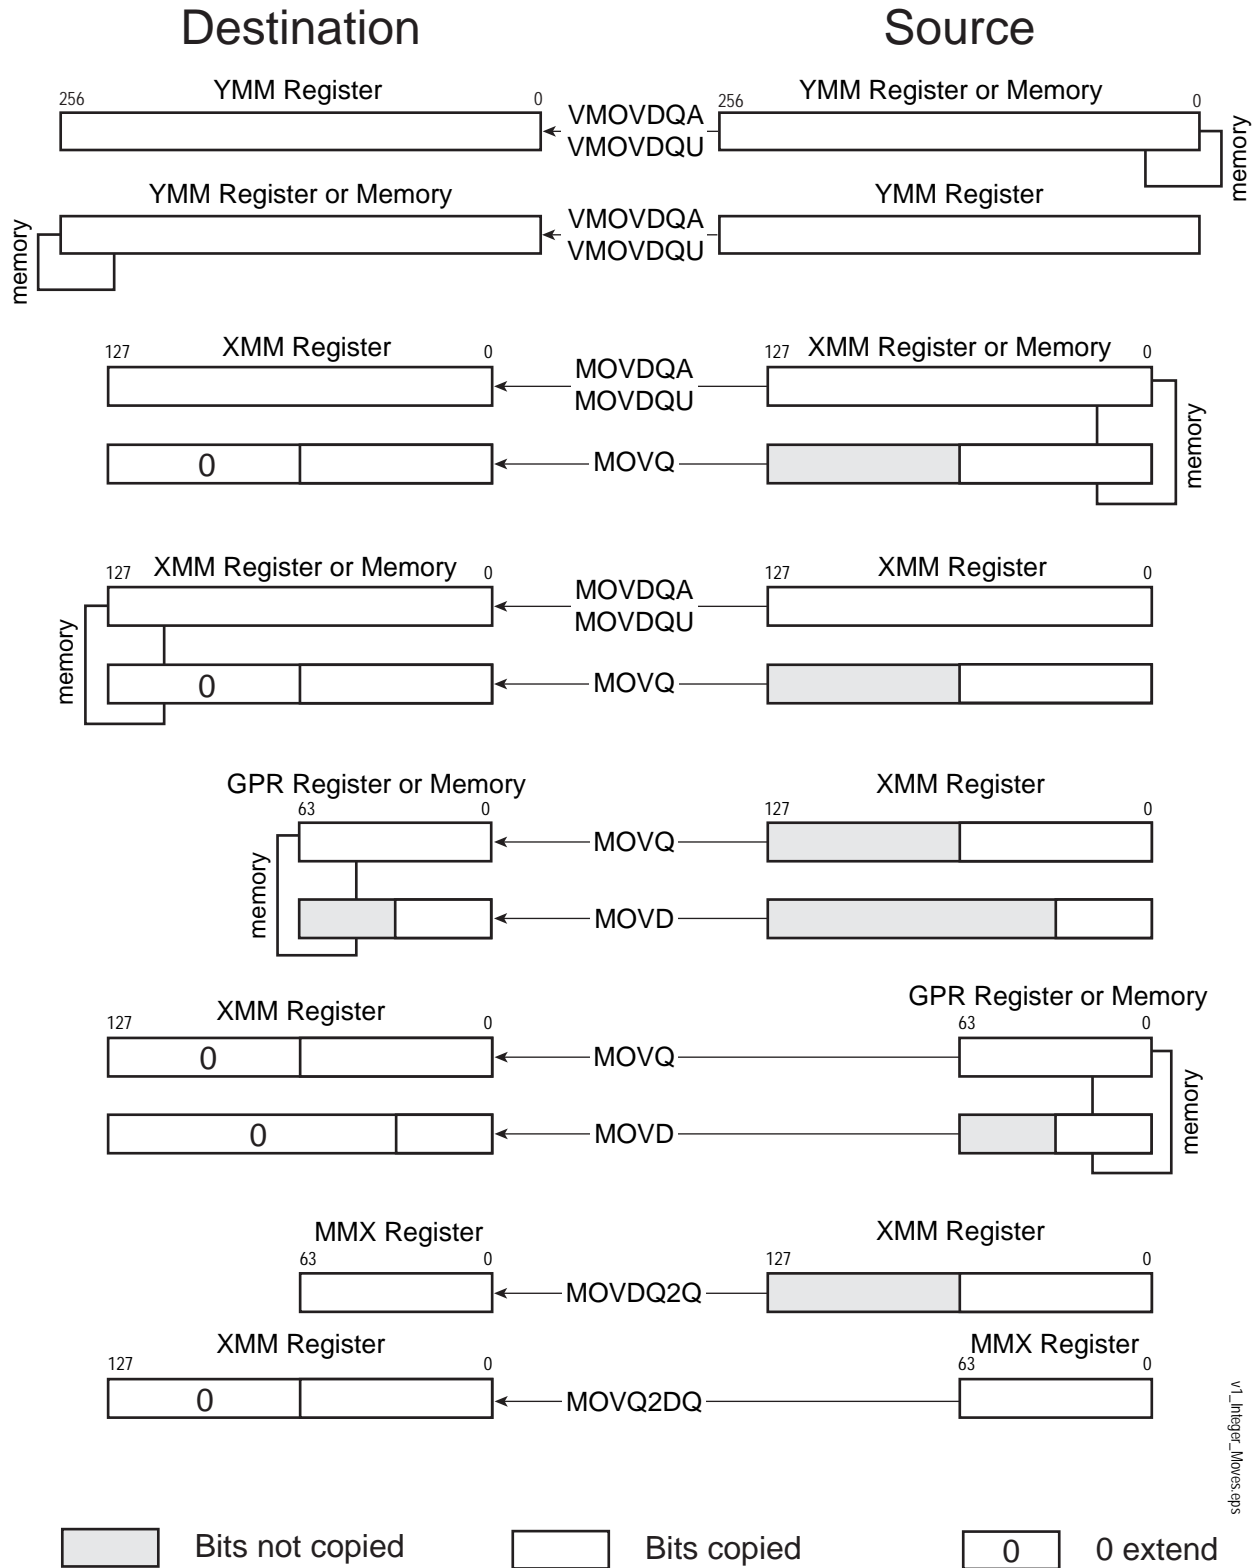 Destination Source
YMM Register YMM Register or Memory
256 0 VMOVDQA 256 0
VMOVDQU
memory
YMM Register or Memory YMM Register
VMOVDQA
VMOVDQU
memory
XMM Register XMM Register or Memory
127 0 127 0
MOVDQA
MOVDQU
0 MOVQ
memory
XMM Register or Memory XMM Register
127 0 127 0
MOVDQA
MOVDQU
memory
0 MOVQ
GPR Register or Memory XMM Register
63 0 127 0
MOVQ
memory
MOVD
XMM Register GPR Register or Memory
127 0 63 0
0 MOVQ
memory
0 MOVD
MMX Register XMM Register
63 0 127 0
MOVDQ2Q
XMM Register MMX Register
127 0 63 0
0 MOVQ2DQ
v1_Integer_Moves.eps
Bits not copied Bits copied 0 0 extend